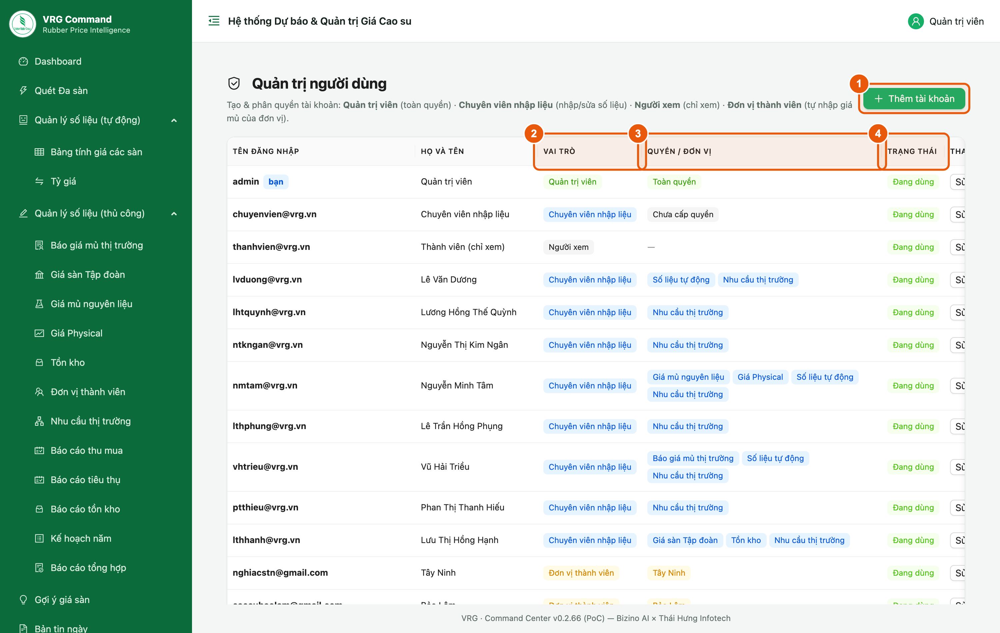 VRG Command
Rubber Price Intelligence
Dashboard
Quét Đa sàn
Quản lý số liệu (tự động)
Bảng tính giá các sàn
Tỷ giá
Quản lý số liệu (thủ công)
Báo giá mủ thị trường
Giá sàn Tập đoàn
Giá mủ nguyên liệu
Giá Physical
Tồn kho
Đơn vị thành viên
Nhu cầu thị trường
Báo cáo thu mua
Báo cáo tiêu thụ
Báo cáo tồn kho
Kế hoạch năm
Báo cáo tổng hợp
Gợi ý giá sàn
Bản tin ngày
Hệ thống Dự báo & Quản trị Giá Cao su
Quản trị viên
Quản trị người dùng
Tạo & phân quyền tài khoản: Quản trị viên (toàn quyền) · Chuyên viên nhập liệu (nhập/sửa số liệu) · Người xem (chỉ xem) · Đơn vị thành viên (tự nhập giá
mủ của đơn vị).
1
+ Thêm tài khoản
2 3 4
TÊN ĐĂNG NHẬP HỌ VÀ TÊN VAI TRÒ QUYỀN / ĐƠN VỊ TRẠNG THÁI
admin bạn Quản trị viên Quản trị viên Toàn quyền Đang dùng
chuyenvien@vrg.vn Chuyên viên nhập liệu Chuyên viên nhập liệu Chưa cấp quyền Đang dùng
thanhvien@vrg.vn Thành viên (chỉ xem) Người xem — Đang dùng
lvduong@vrg.vn Lê Văn Dương Chuyên viên nhập liệu Số liệu tự động Nhu cầu thị trường Đang dùng
lhtquynh@vrg.vn Lương Hồng Thế Quỳnh Chuyên viên nhập liệu Nhu cầu thị trường Đang dùng
ntkngan@vrg.vn Nguyễn Thị Kim Ngân Chuyên viên nhập liệu Nhu cầu thị trường Đang dùng
nmtam@vrg.vn Nguyễn Minh Tâm Chuyên viên nhập liệu Giá mủ nguyên liệu Giá Physical Số liệu tự động Đang dùng
Nhu cầu thị trường
lthphung@vrg.vn Lê Trần Hồng Phụng Chuyên viên nhập liệu Nhu cầu thị trường Đang dùng
vhtrieu@vrg.vn Vũ Hải Triều Chuyên viên nhập liệu Báo giá mủ thị trường Số liệu tự động Đang dùng
Nhu cầu thị trường
ptthieu@vrg.vn Phan Thị Thanh Hiếu Chuyên viên nhập liệu Nhu cầu thị trường Đang dùng
lthhanh@vrg.vn Lưu Thị Hồng Hạnh Chuyên viên nhập liệu Giá sàn Tập đoàn Tồn kho Nhu cầu thị trường Đang dùng
nghiacstn@gmail.com Tây Ninh Đơn vị thành viên Tây Ninh Đang dùng
VRG · Command Center v0.2.66 (PoC) — Bizino AI × Thái Hưng Infotech